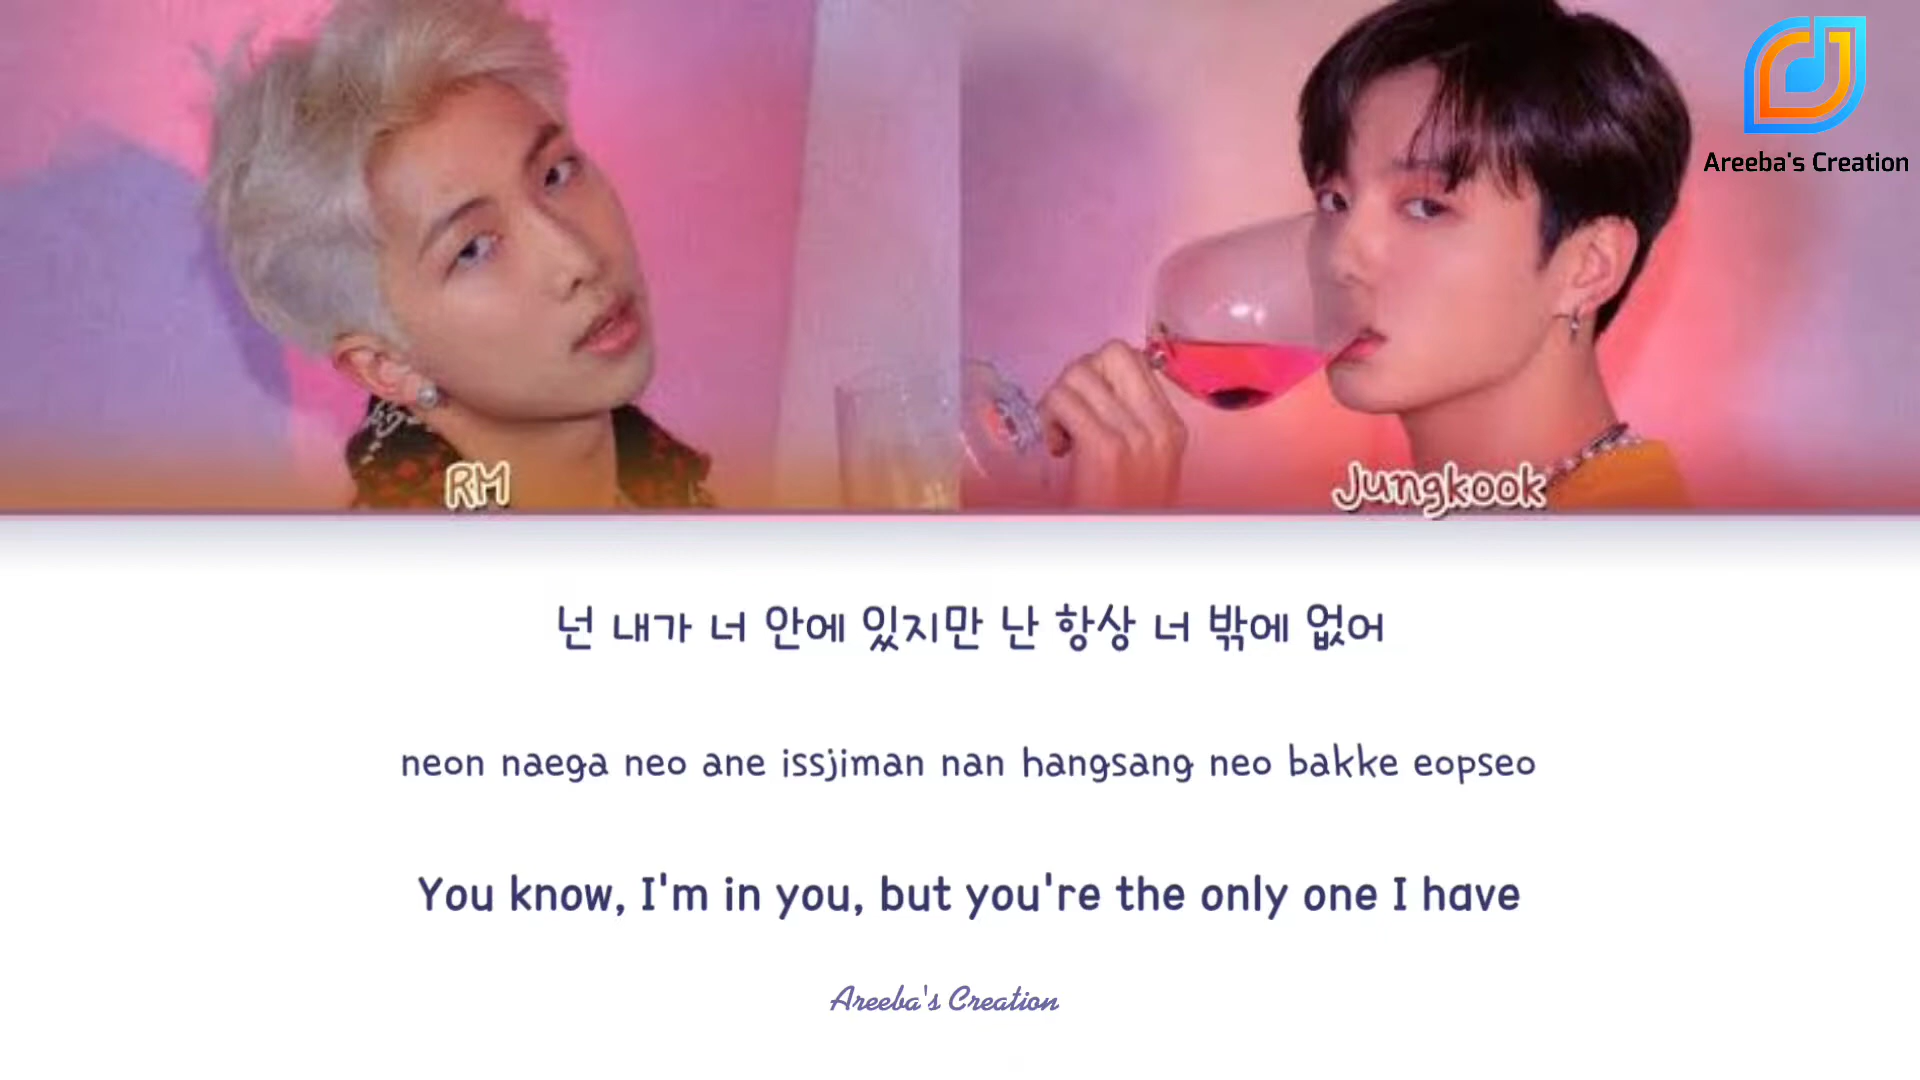 Areeba's Creation
RM
Jungkook
넌 내가 너 안에 있지만 난 항상 너 밖에 없어
neon naega neo ane issjiman nan hangsang neo bakke eopseo
You know, I'm in you, but you're the only one I have
Areeba's Creation